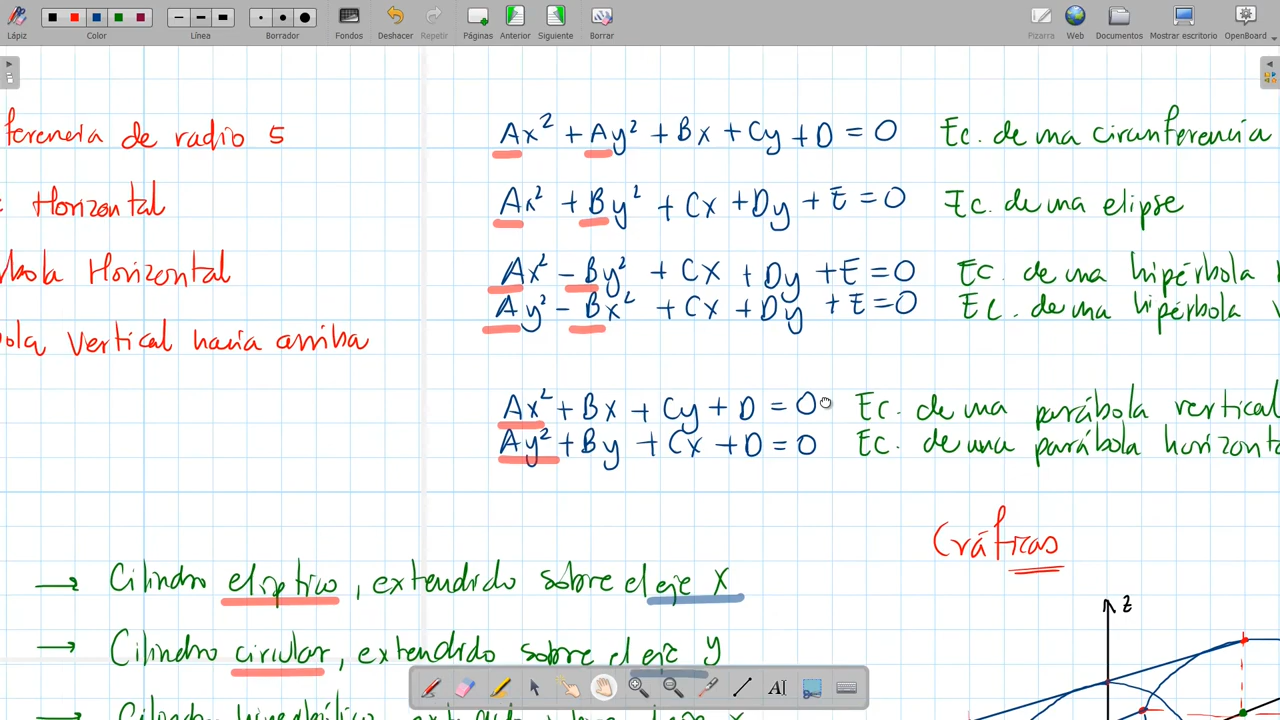 Lápiz Color Línea Borrador Fondos Deshacer Repetir Páginas Anterior Siguiente Borrar Pizarra Web Documentos Mostrar escritorio OpenBoard
ferencia de radio 5
Horizontal
bola Horizontal
ola vertical hacia arriba
Ax² + Ay² + Bx + Cy + D = 0 Ec. de una circunferencia
Ax² + By² + Cx + Dy + E = 0 Ec. de una elipse
Ax² - By² + Cx + Dy + E = 0 Ec. de una hipérbola
Ay² - Bx² + Cx + Dy + E = 0 Ec. de una hipérbola
Ax² + Bx + Cy + D = 0 Ec. de una parábola vertical
Ay² + By + Cx + D = 0 Ec. de una parábola horizonta
Gráficas
→ Cilindro elíptico, extendido sobre el eje x
→ Cilindro circular, extendido sobre el eje y
z
AI